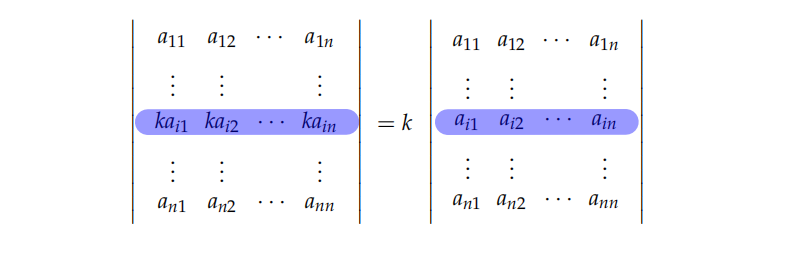 a11 a12 ··· a1n a11 a12 ··· a1n
⋮ ⋮ ⋮ ⋮ ⋮ ⋮
kai1 kai2 ··· kain = k ai1 ai2 ··· ain
⋮ ⋮ ⋮ ⋮ ⋮ ⋮
an1 an2 ··· ann an1 an2 ··· ann